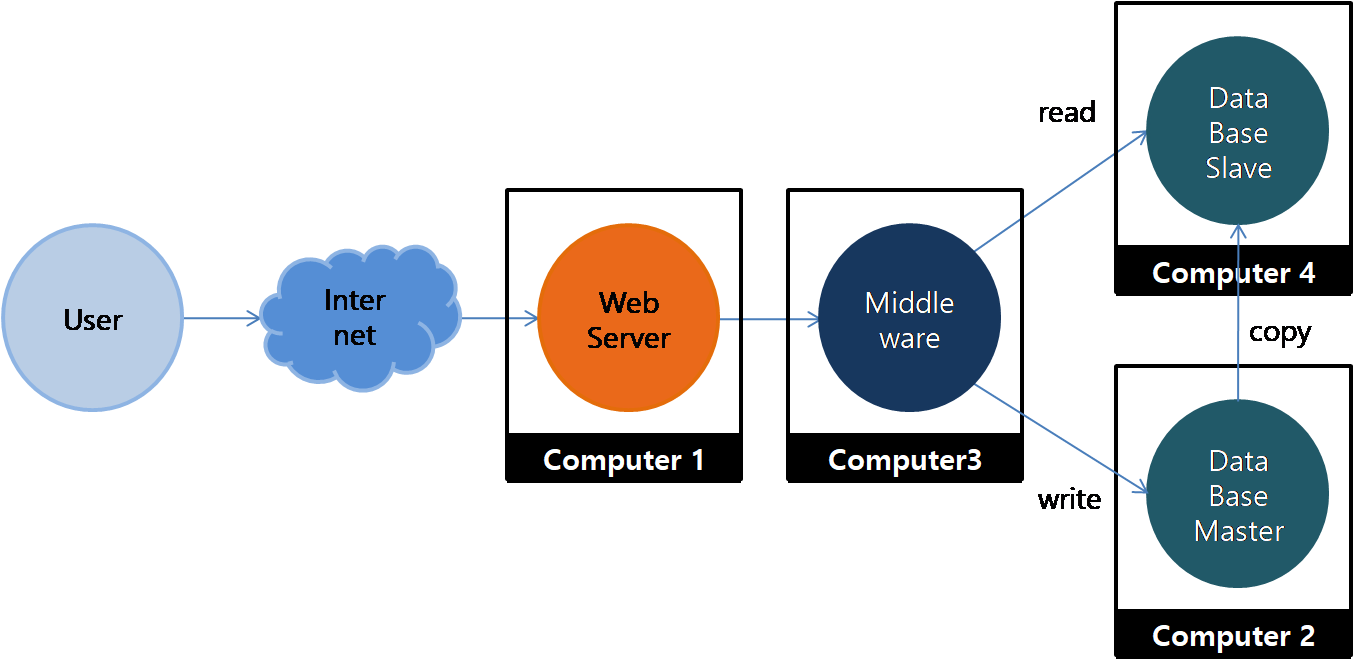 User
Inter
net
Web
Server
Computer 1
Middle
ware
Computer3
read
write
Data
Base
Slave
Computer 4
copy
Data
Base
Master
Computer 2